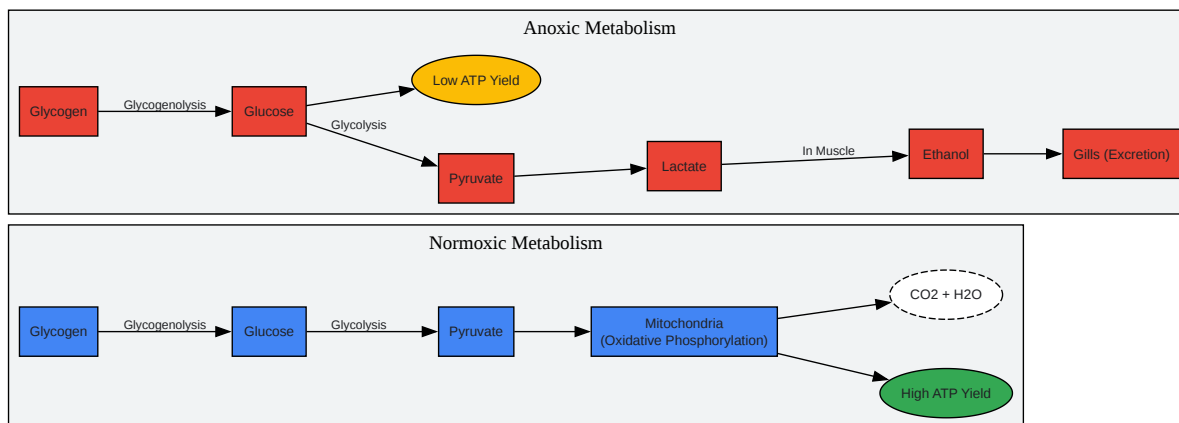 Anoxic Metabolism
Low ATP Yield
Glycogen
Glycogenolysis
Glucose
Glycolysis
Pyruvate
Lactate
In Muscle
Ethanol
Gills (Excretion)
Normoxic Metabolism
Glycogen
Glycogenolysis
Glucose
Glycolysis
Pyruvate
Mitochondria
(Oxidative Phosphorylation)
CO2 + H2O
High ATP Yield